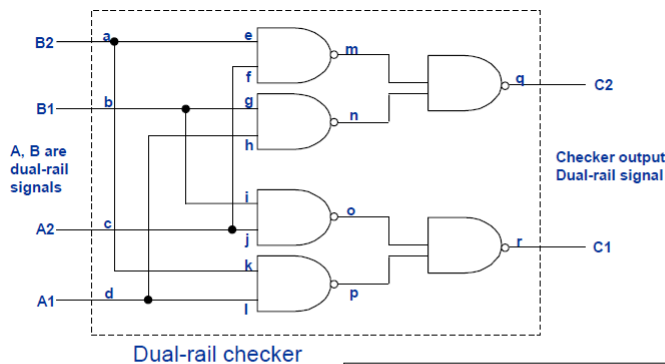 B2 a e m
f q C2
B1 b g n
h
A, B are
dual-rail
signals
Checker output
Dual-rail signal
i o
A2 c j
k r C1
A1 d l p
Dual-rail checker